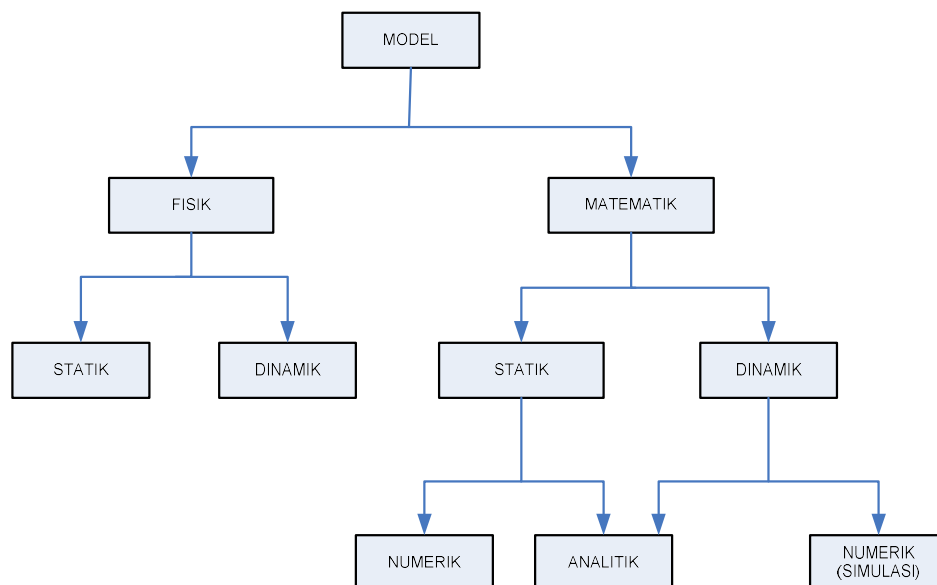 MODEL
FISIK
MATEMATIK
STATIK
DINAMIK
STATIK
DINAMIK
NUMERIK
ANALITIK
NUMERIK
(SIMULASI)